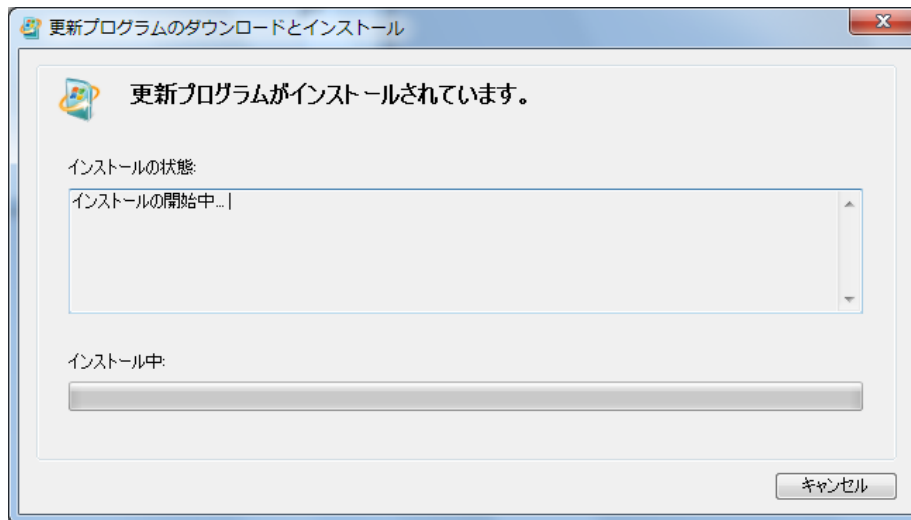 更新プログラムのダウンロードとインストール
更新プログラムがインストールされています。
インストールの状態:
インストールの開始中...
インストール中:
キャンセル